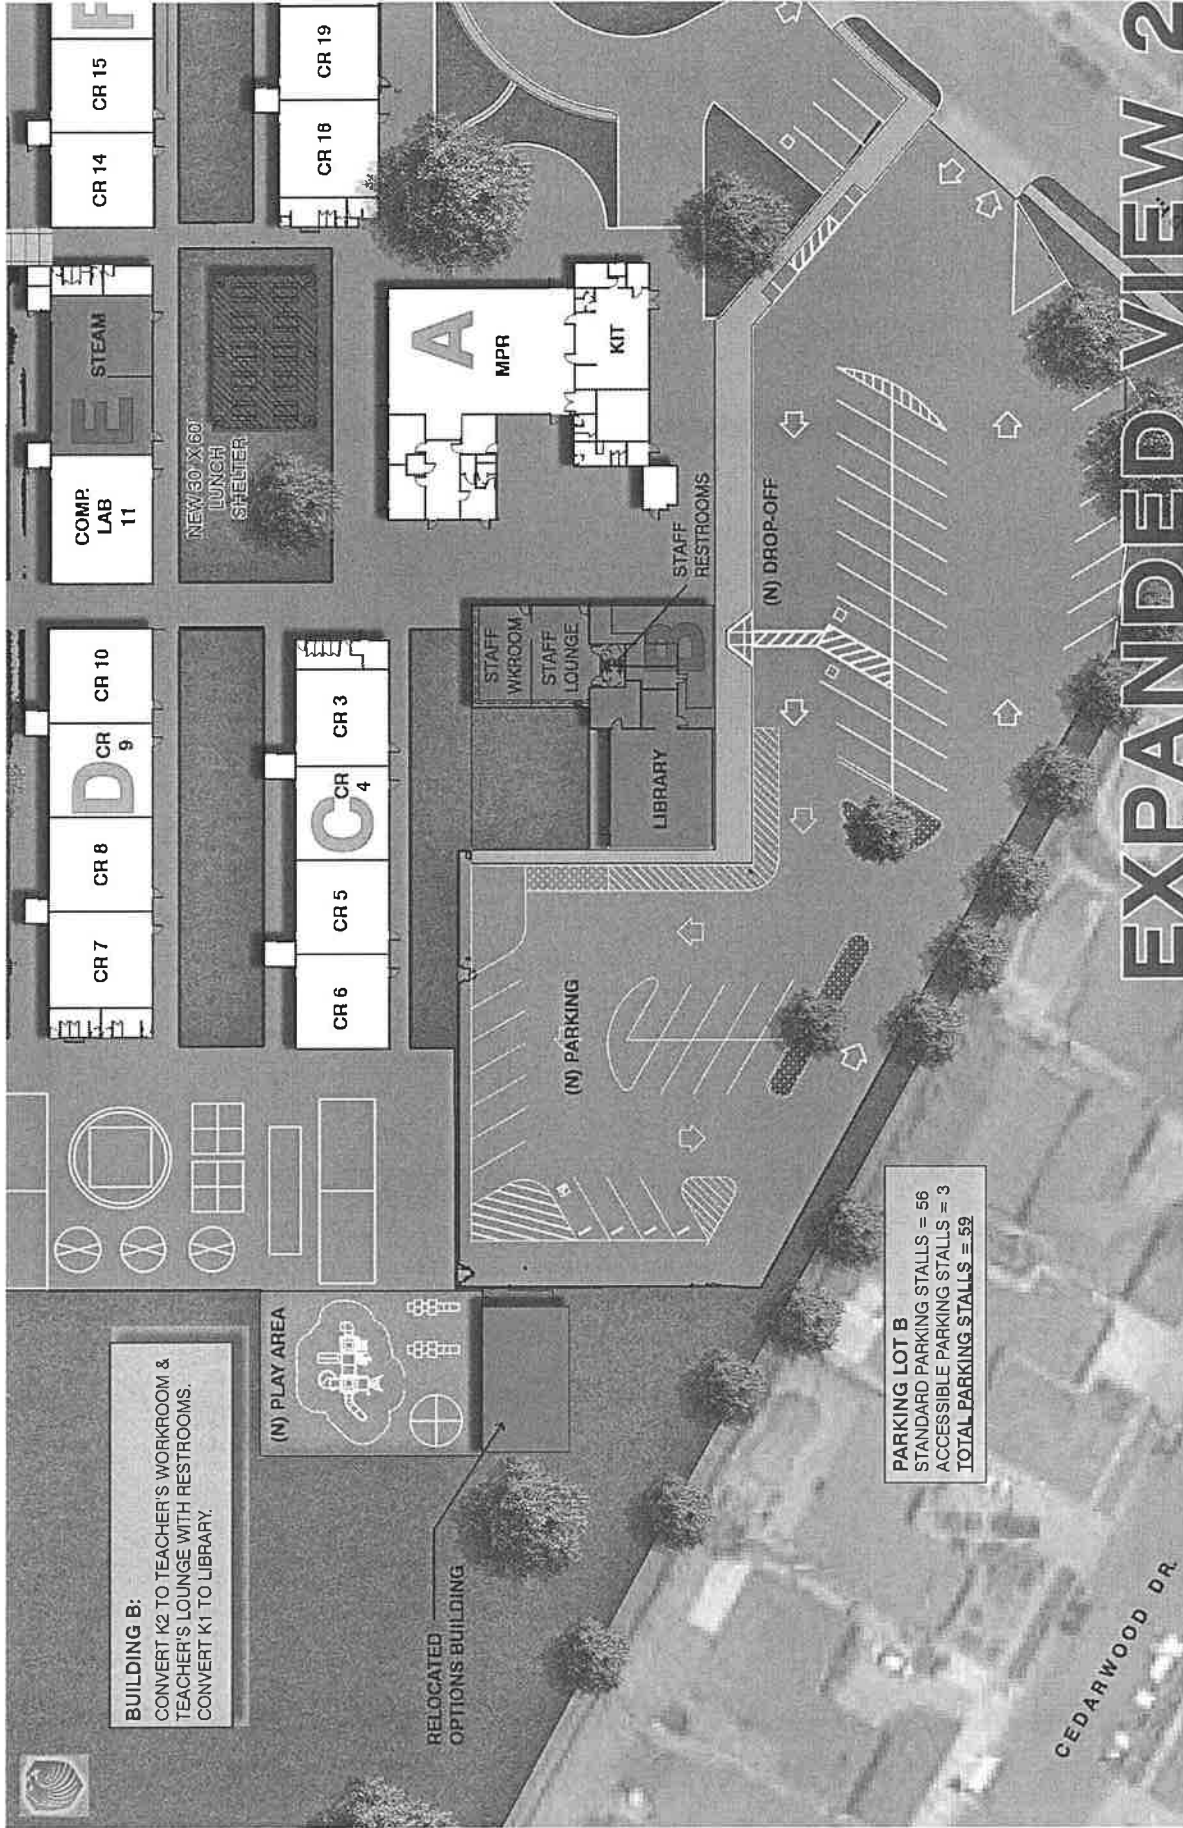 BUILDING B:
CONVERT K2 TO TEACHER'S WORKROOM &
TEACHER'S LOUNGE WITH RESTROOMS.
CONVERT K1 TO LIBRARY.
(N) PLAY AREA
RELOCATED
OPTIONS BUILDING
CR 7
CR 8
D
CR
9
CR 10
COMP.
LAB
11
E
STEAM
CR 14
CR 15
F
CR 6
CR 5
C
CR
4
CR 3
NEW 30' X 60'
LUNCH
SHELTER
CR 18
CR 19
A
MPR
KIT
STAFF
WKROOM
STAFF
LOUNGE
B
LIBRARY
STAFF
RESTROOMS
(N) PARKING
(N) DROP-OFF
PARKING LOT B
STANDARD PARKING STALLS = 56
ACCESSIBLE PARKING STALLS = 3
TOTAL PARKING STALLS = 59
CEDARWOOD DR.
EXPANDED VIEW 2